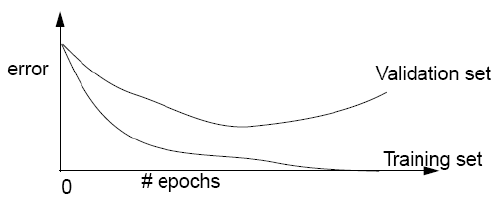 error
Validation set
Training set
0
# epochs